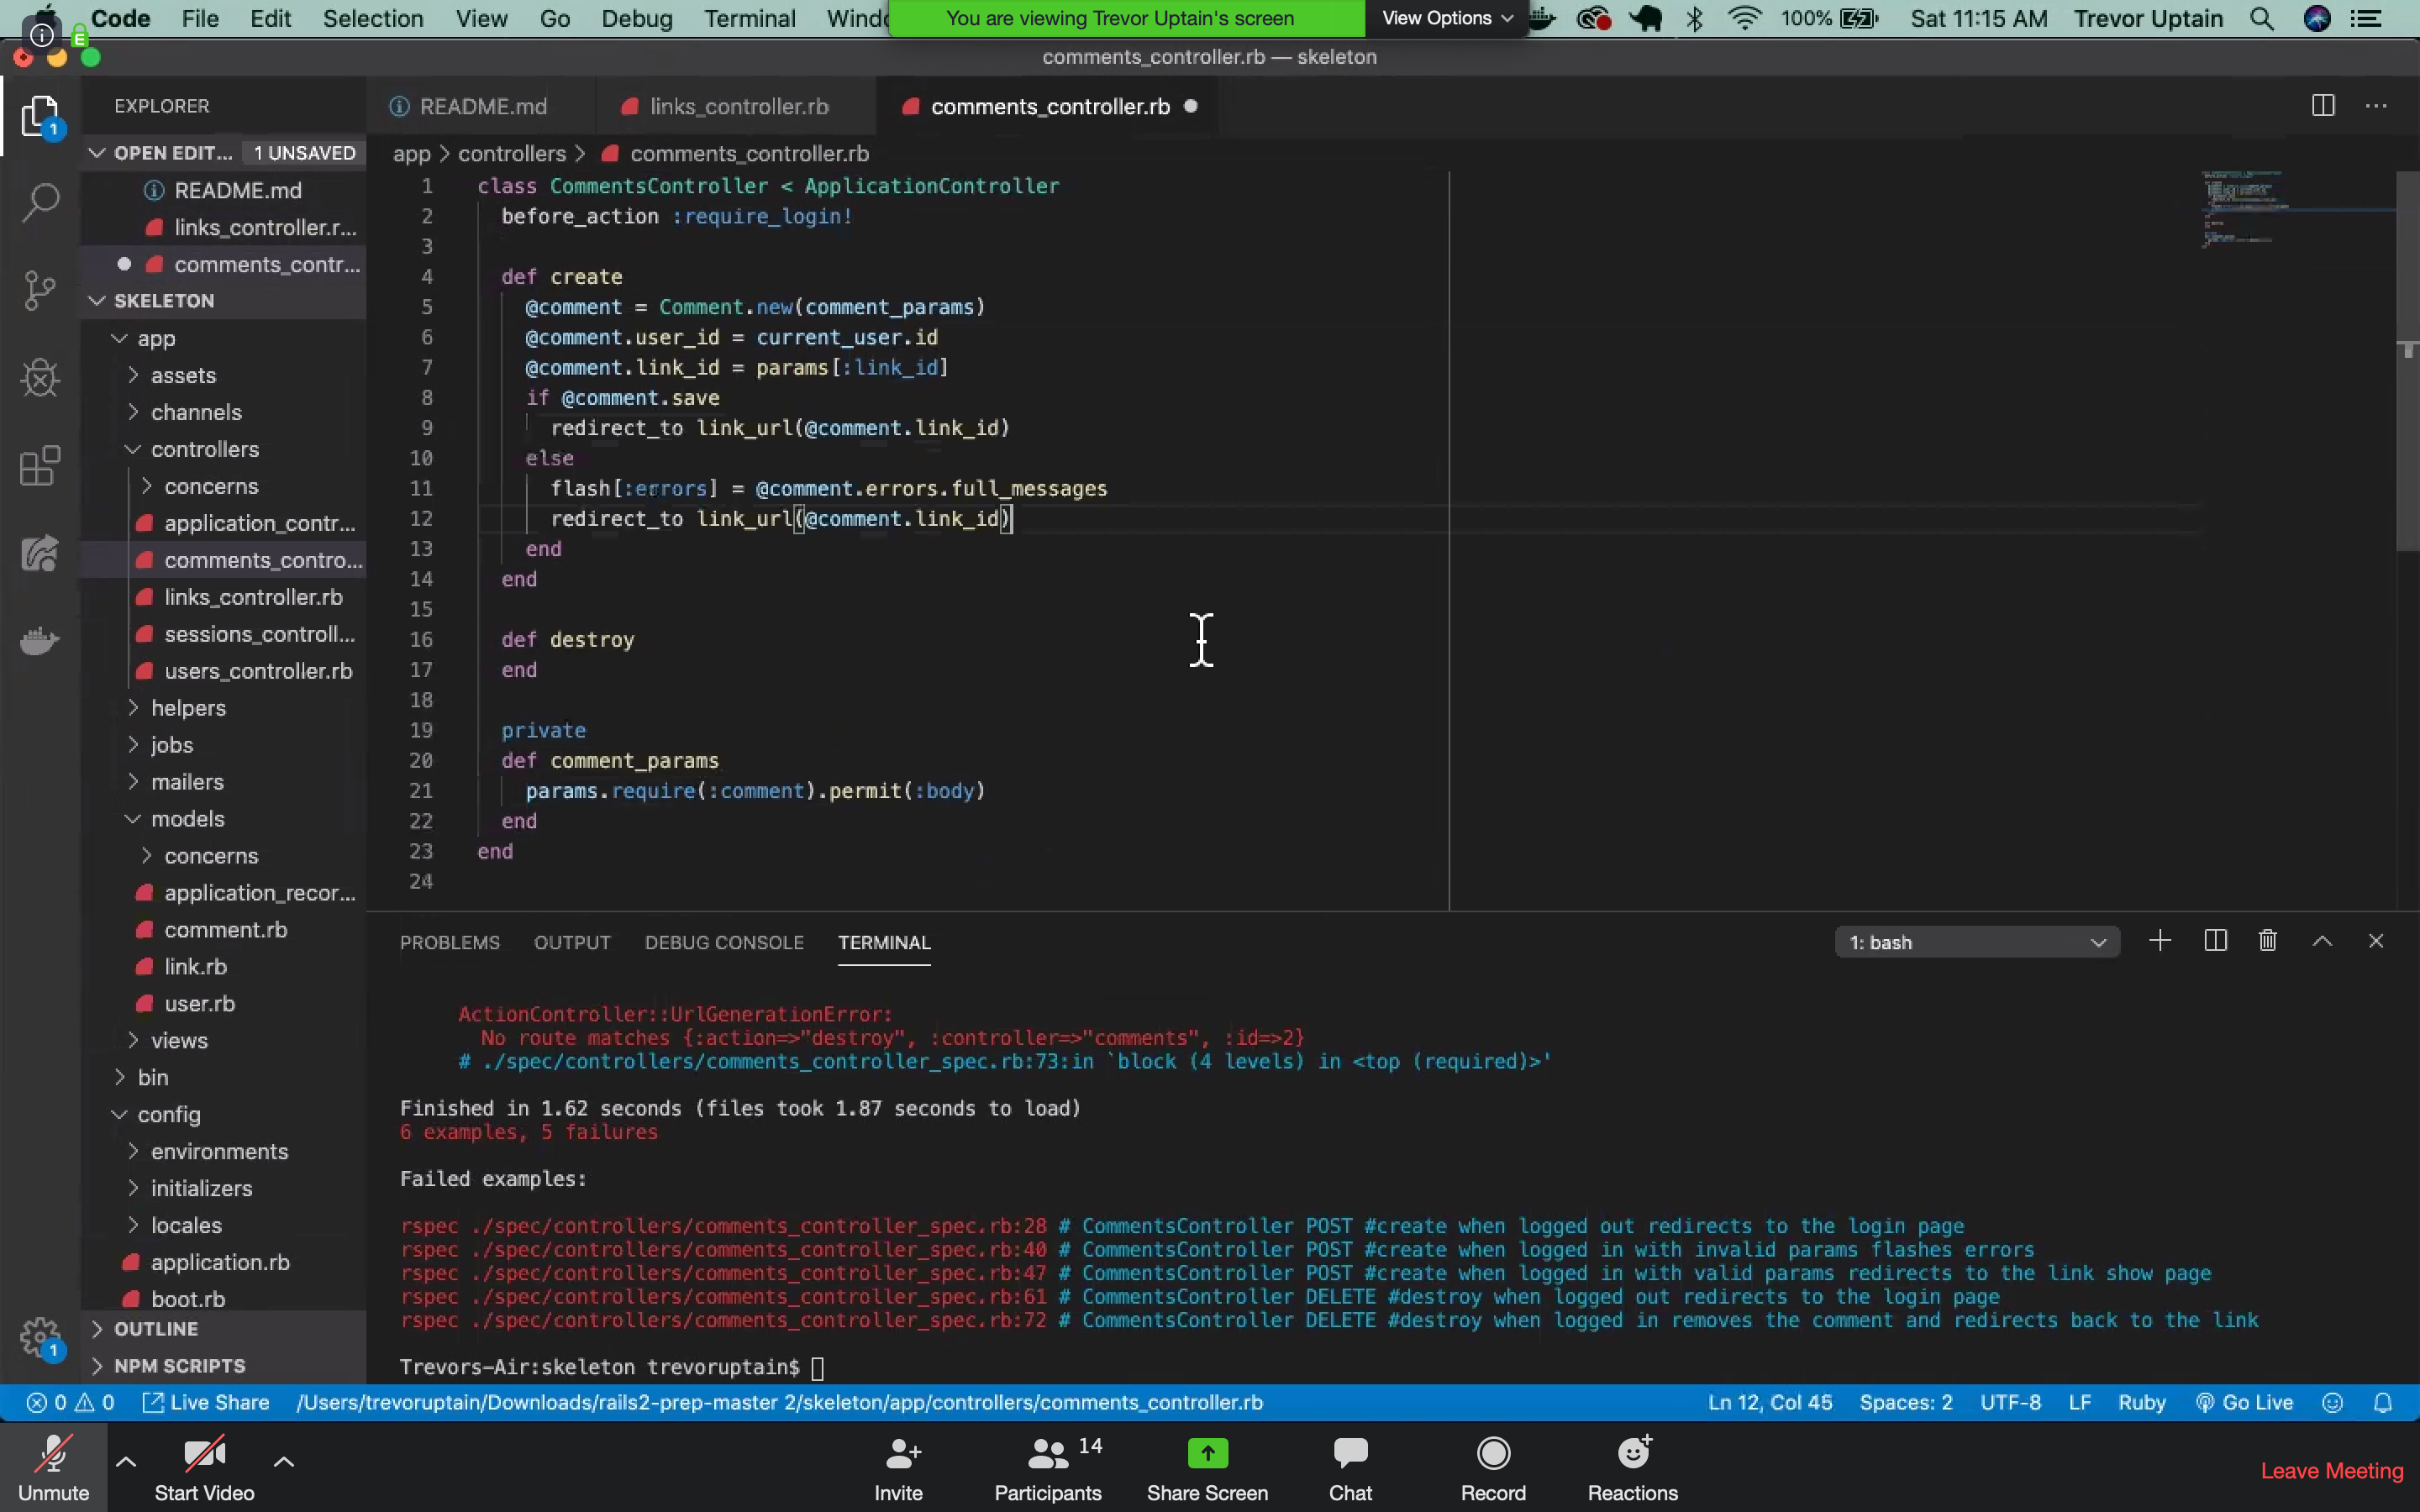 Code File Edit Selection View Go Debug Terminal Windo
You are viewing Trevor Uptain's screen View Options
100% Sat 11:15 AM Trevor Uptain
comments_controller.rb — skeleton
EXPLORER
README.md links_controller.rb comments_controller.rb
OPEN EDIT... 1 UNSAVED
README.md
links_controller.r...
comments_contr...
SKELETON
app
assets
channels
controllers
concerns
application_contr...
comments_contro...
links_controller.rb
sessions_controll...
users_controller.rb
helpers
jobs
mailers
models
concerns
application_recor...
comment.rb
link.rb
user.rb
views
bin
config
environments
initializers
locales
application.rb
boot.rb
OUTLINE
NPM SCRIPTS
1
1
app > controllers > comments_controller.rb
1 class CommentsController < ApplicationController
2 before_action :require_login!
3
4 def create
5 @comment = Comment.new(comment_params)
6 @comment.user_id = current_user.id
7 @comment.link_id = params[:link_id]
8 if @comment.save
9 redirect_to link_url(@comment.link_id)
10 else
11 flash[:errors] = @comment.errors.full_messages
12 redirect_to link_url(@comment.link_id)
13 end
14 end
15
16 def destroy
17 end
18
19 private
20 def comment_params
21 params.require(:comment).permit(:body)
22 end
23 end
24
PROBLEMS OUTPUT DEBUG CONSOLE TERMINAL 1: bash
ActionController::UrlGenerationError:
No route matches {:action=>"destroy", :controller=>"comments", :id=>2}
# ./spec/controllers/comments_controller_spec.rb:73:in `block (4 levels) in <top (required)>'
Finished in 1.62 seconds (files took 1.87 seconds to load)
6 examples, 5 failures
Failed examples:
rspec ./spec/controllers/comments_controller_spec.rb:28 # CommentsController POST #create when logged out redirects to the login page
rspec ./spec/controllers/comments_controller_spec.rb:40 # CommentsController POST #create when logged in with invalid params flashes errors
rspec ./spec/controllers/comments_controller_spec.rb:47 # CommentsController POST #create when logged in with valid params redirects to the link show page
rspec ./spec/controllers/comments_controller_spec.rb:61 # CommentsController DELETE #destroy when logged out redirects to the login page
rspec ./spec/controllers/comments_controller_spec.rb:72 # CommentsController DELETE #destroy when logged in removes the comment and redirects back to the link
Trevors-Air:skeleton trevoruptain$
0 0 Live Share /Users/trevoruptain/Downloads/rails2-prep-master 2/skeleton/app/controllers/comments_controller.rb Ln 12, Col 45 Spaces: 2 UTF-8 LF Ruby Go Live
Unmute Start Video Invite Participants 14 Share Screen Chat Record Reactions Leave Meeting